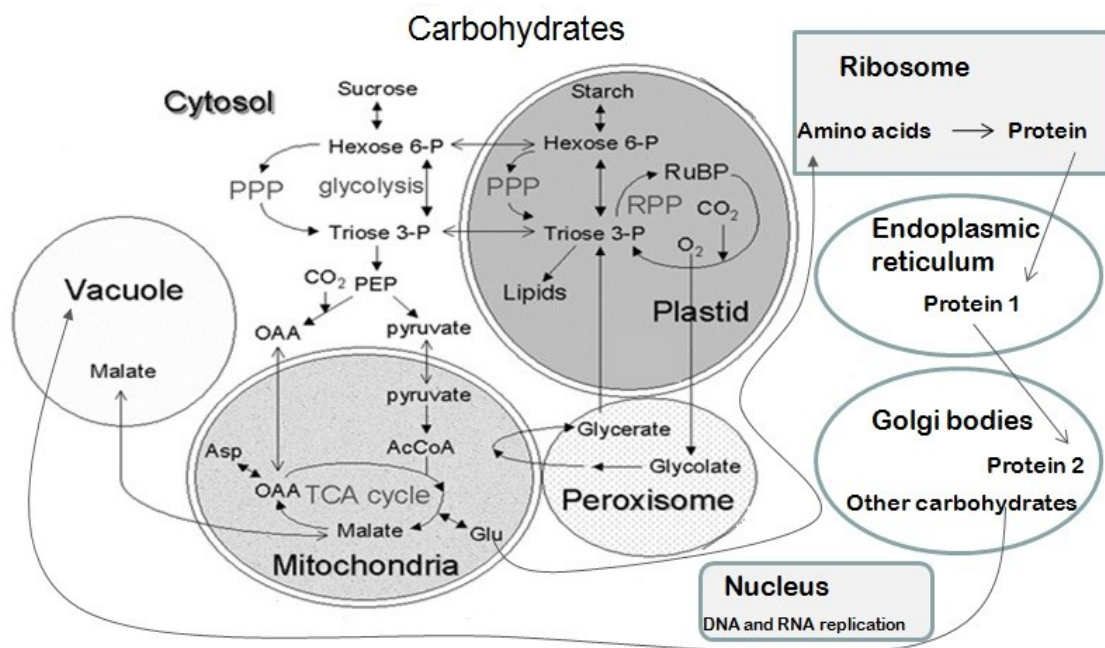 Carbohydrates
Cytosol
Sucrose
Hexose 6-P
PPP
glycolysis
Triose 3-P
CO2
PEP
OAA
pyruvate
Starch
Hexose 6-P
PPP
RuBP
RPP
CO2
Triose 3-P
O2
Lipids
Plastid
Vacuole
Malate
pyruvate
AcCoA
Asp
OAA
TCA cycle
Malate
Glu
Mitochondria
Glycerate
Glycolate
Peroxisome
Ribosome
Amino acids
Protein
Endoplasmic
reticulum
Protein 1
Golgi bodies
Protein 2
Other carbohydrates
Nucleus
DNA and RNA replication